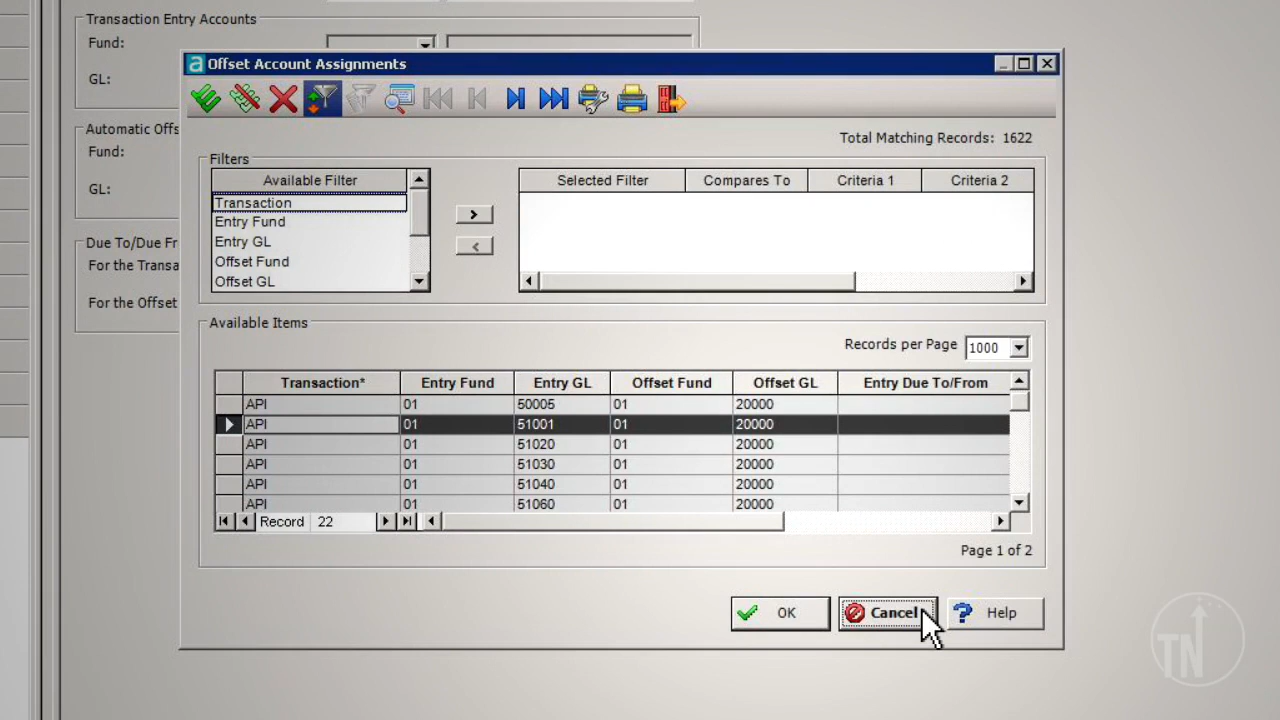 Transaction Entry Accounts
Fund:
GL:
Automatic Offs
Fund:
GL:
Due To/Due Fr
For the Transa
For the Offset
a Offset Account Assignments
Total Matching Records: 1622
Filters
Available Filter
Transaction
Entry Fund
Entry GL
Offset Fund
Offset GL
>
<
Selected Filter Compares To Criteria 1 Criteria 2
Available Items
Records per Page 1000
Transaction* Entry Fund Entry GL Offset Fund Offset GL Entry Due To/From
API 01 50005 01 20000
API 01 51001 01 20000
API 01 51020 01 20000
API 01 51030 01 20000
API 01 51040 01 20000
API 01 51060 01 20000
Record 22
Page 1 of 2
OK Cancel ? Help
TN